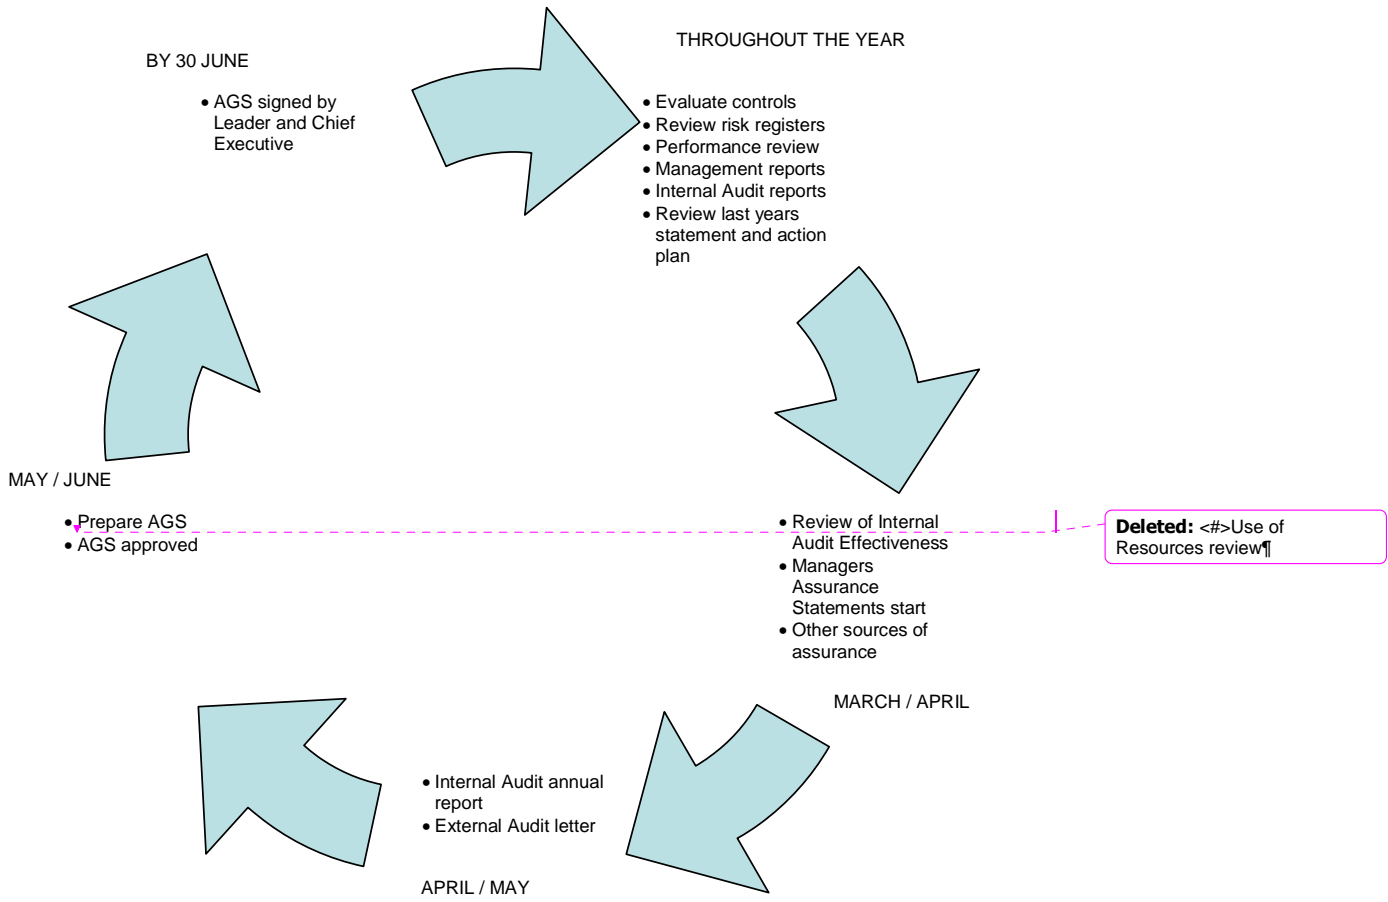 BY 30 JUNE
• AGS signed by
Leader and Chief
Executive
THROUGHOUT THE YEAR
• Evaluate controls
• Review risk registers
• Performance review
• Management reports
• Internal Audit reports
• Review last years
statement and action
plan
MAY / JUNE
• Prepare AGS
• AGS approved
• Review of Internal
Audit Effectiveness
• Managers
Assurance
Statements start
• Other sources of
assurance
MARCH / APRIL
Deleted: <#>Use of
Resources review¶
• Internal Audit annual
report
• External Audit letter
APRIL / MAY